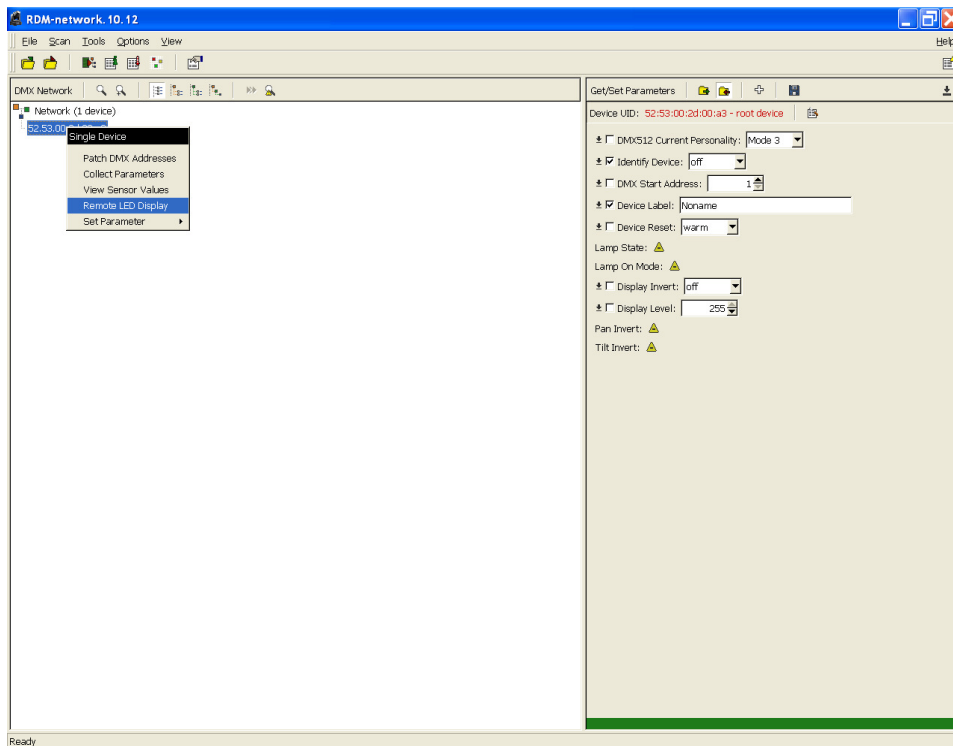 RDM-network.10.12
File Scan Tools Options View Help
DMX Network
Get/Set Parameters
Network (1 device)
Device UID: 52:53:00:2d:00:a3 - root device
Single Device
Patch DMX Addresses
Collect Parameters
View Sensor Values
Remote LED Display
Set Parameter
DMX512 Current Personality: Mode 3
Identify Device: off
DMX Start Address: 1
Device Label: Noname
Device Reset: warm
Lamp State:
Lamp On Mode:
Display Invert: off
Display Level: 255
Pan Invert:
Tilt Invert:
Ready